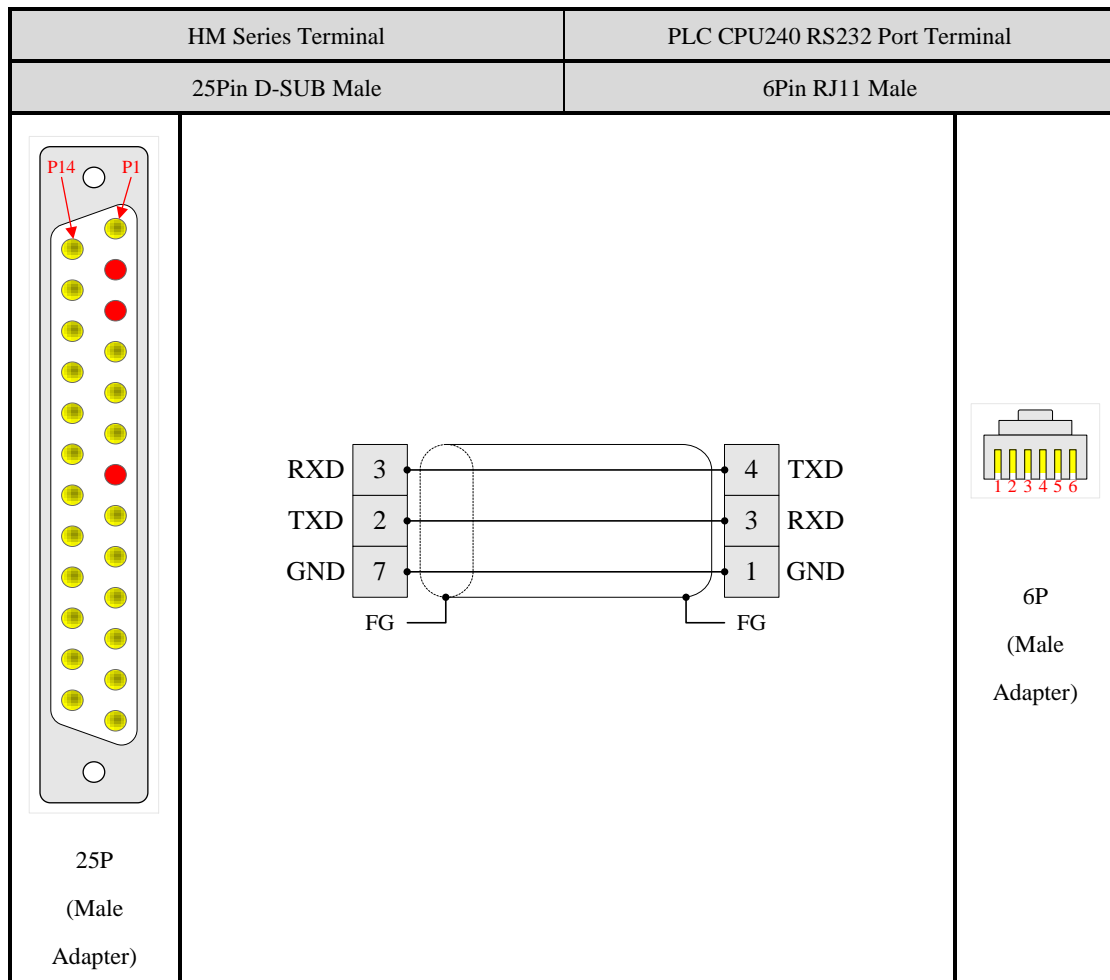 HM Series Terminal
PLC CPU240 RS232 Port Terminal
25Pin D-SUB Male
6Pin RJ11 Male
P14 P1
RXD 3 4 TXD
TXD 2 3 RXD
GND 7 1 GND
FG FG
1 2 3 4 5 6
6P
(Male
Adapter)
25P
(Male
Adapter)